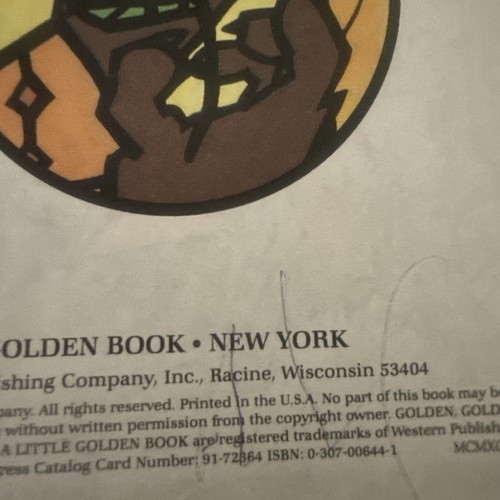 OLDEN BOOK • NEW YORK
shing Company, Inc., Racine, Wisconsin 53404
pany. All rights reserved. Printed in the U.S.A. No part of this book may be
without written permission from the copyright owner. GOLDEN, GOLD
A LITTLE GOLDEN BOOK are registered trademarks of Western Publish
ress Catalog Card Number: 91-72864 ISBN: 0-307-00644-1 MCMXC